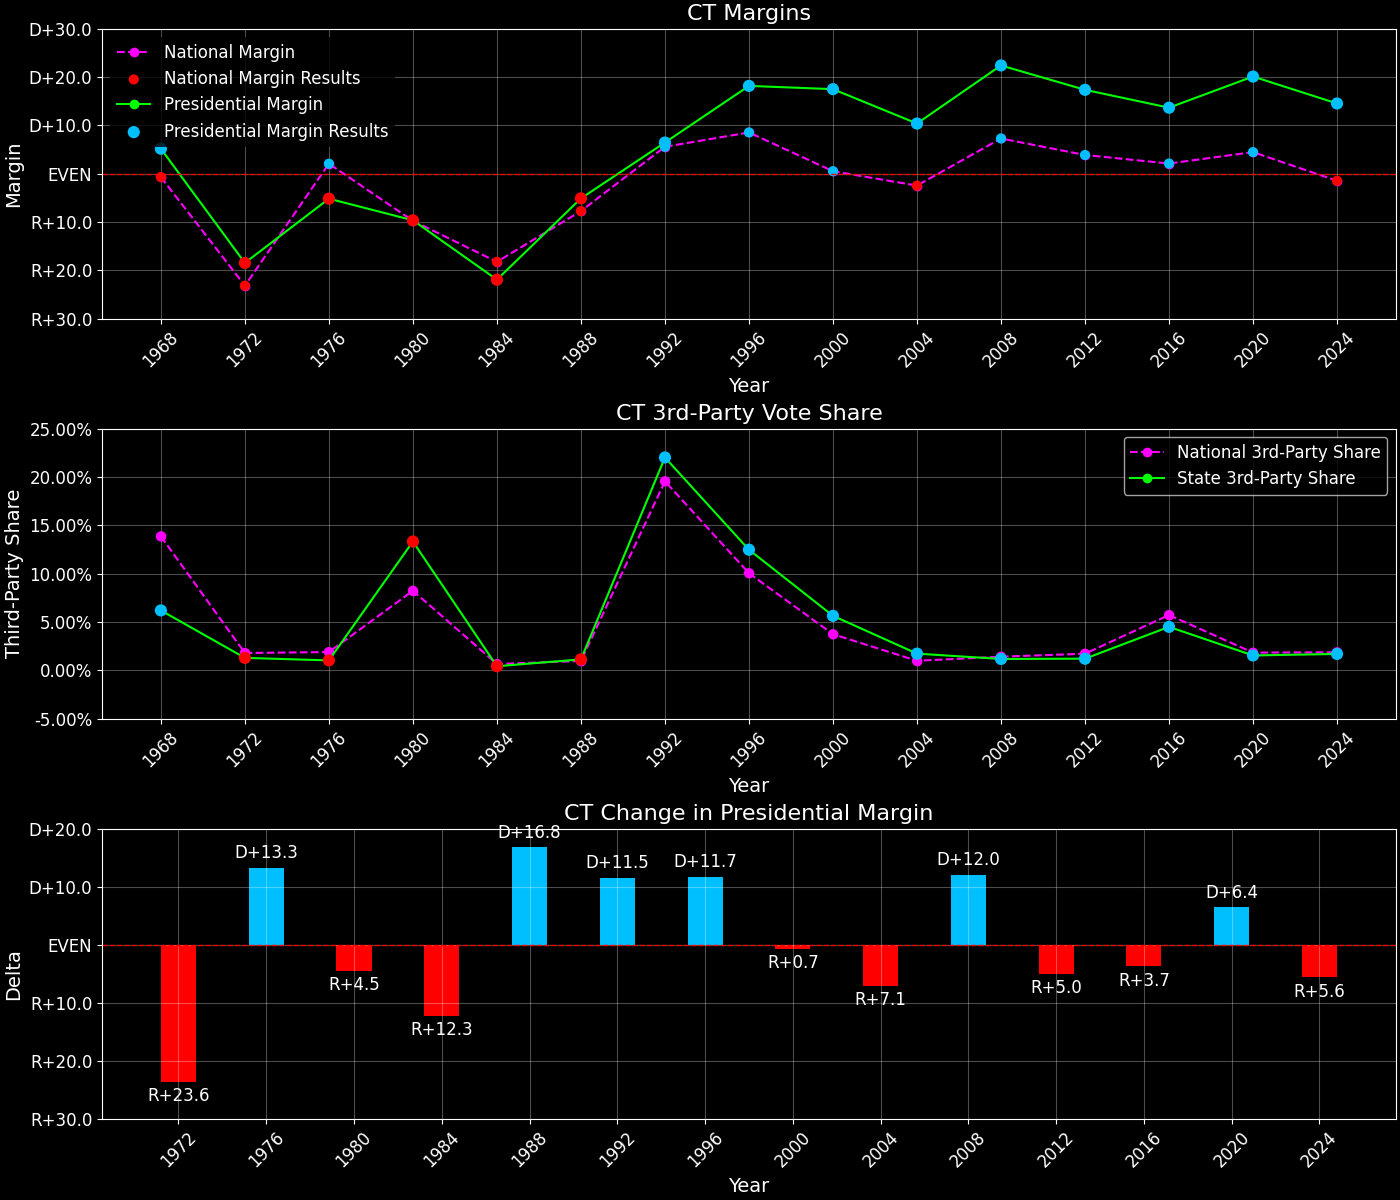 CT Margins
D+30.0
D+20.0
D+10.0
EVEN
R+10.0
R+20.0
R+30.0
Margin
National Margin
National Margin Results
Presidential Margin
Presidential Margin Results
1968 1972 1976 1980 1984 1988 1992 1996 2000 2004 2008 2012 2016 2020 2024
Year
CT 3rd-Party Vote Share
25.00%
20.00%
15.00%
10.00%
5.00%
0.00%
-5.00%
Third-Party Share
National 3rd-Party Share
State 3rd-Party Share
1968 1972 1976 1980 1984 1988 1992 1996 2000 2004 2008 2012 2016 2020 2024
Year
CT Change in Presidential Margin
D+20.0
D+10.0
EVEN
R+10.0
R+20.0
R+30.0
Delta
R+23.6
D+13.3
R+4.5
R+12.3
D+16.8
D+11.5
D+11.7
R+0.7
R+7.1
D+12.0
R+5.0
R+3.7
D+6.4
R+5.6
1972 1976 1980 1984 1988 1992 1996 2000 2004 2008 2012 2016 2020 2024
Year